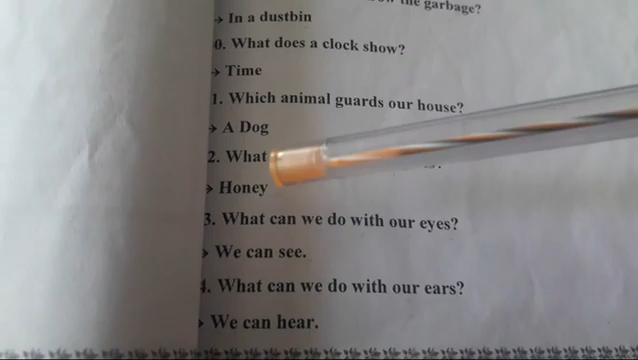 the garbage?
→ In a dustbin
0. What does a clock show?
→ Time
1. Which animal guards our house?
→ A Dog
2. What
→ Honey
3. What can we do with our eyes?
→ We can see.
4. What can we do with our ears?
→ We can hear.